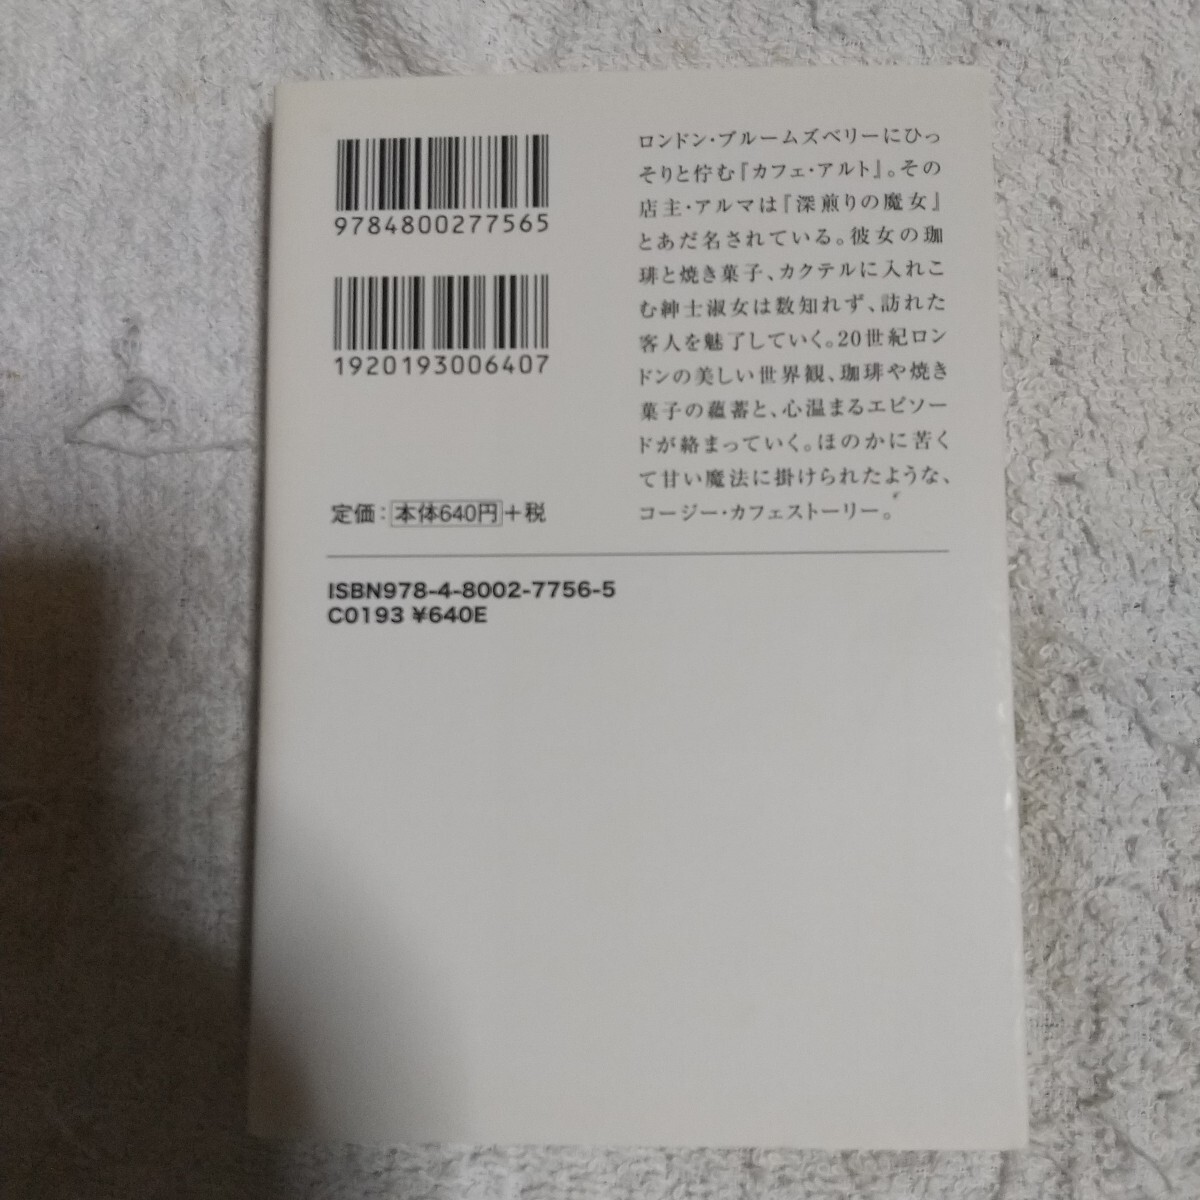 9784800277565
1920193006407
定価:本体640円+税
ロンドン・ブルームズベリーにひっ
そりと佇む『カフェ・アルト』。その
店主・アルマは『深煎りの魔女』
とあだ名されている。彼女の珈
琲と焼き菓子、カクテルに入れこ
む紳士淑女は数知れず、訪れた
客人を魅了していく。20世紀ロン
ドンの美しい世界観、珈琲や焼き
菓子の蘊蓄と、心温まるエピソー
ドが絡まっていく。ほのかに苦く
て甘い魔法に掛けられたような、
コージー・カフェストーリー。
ISBN978-4-8002-7756-5
C0193 ¥640E